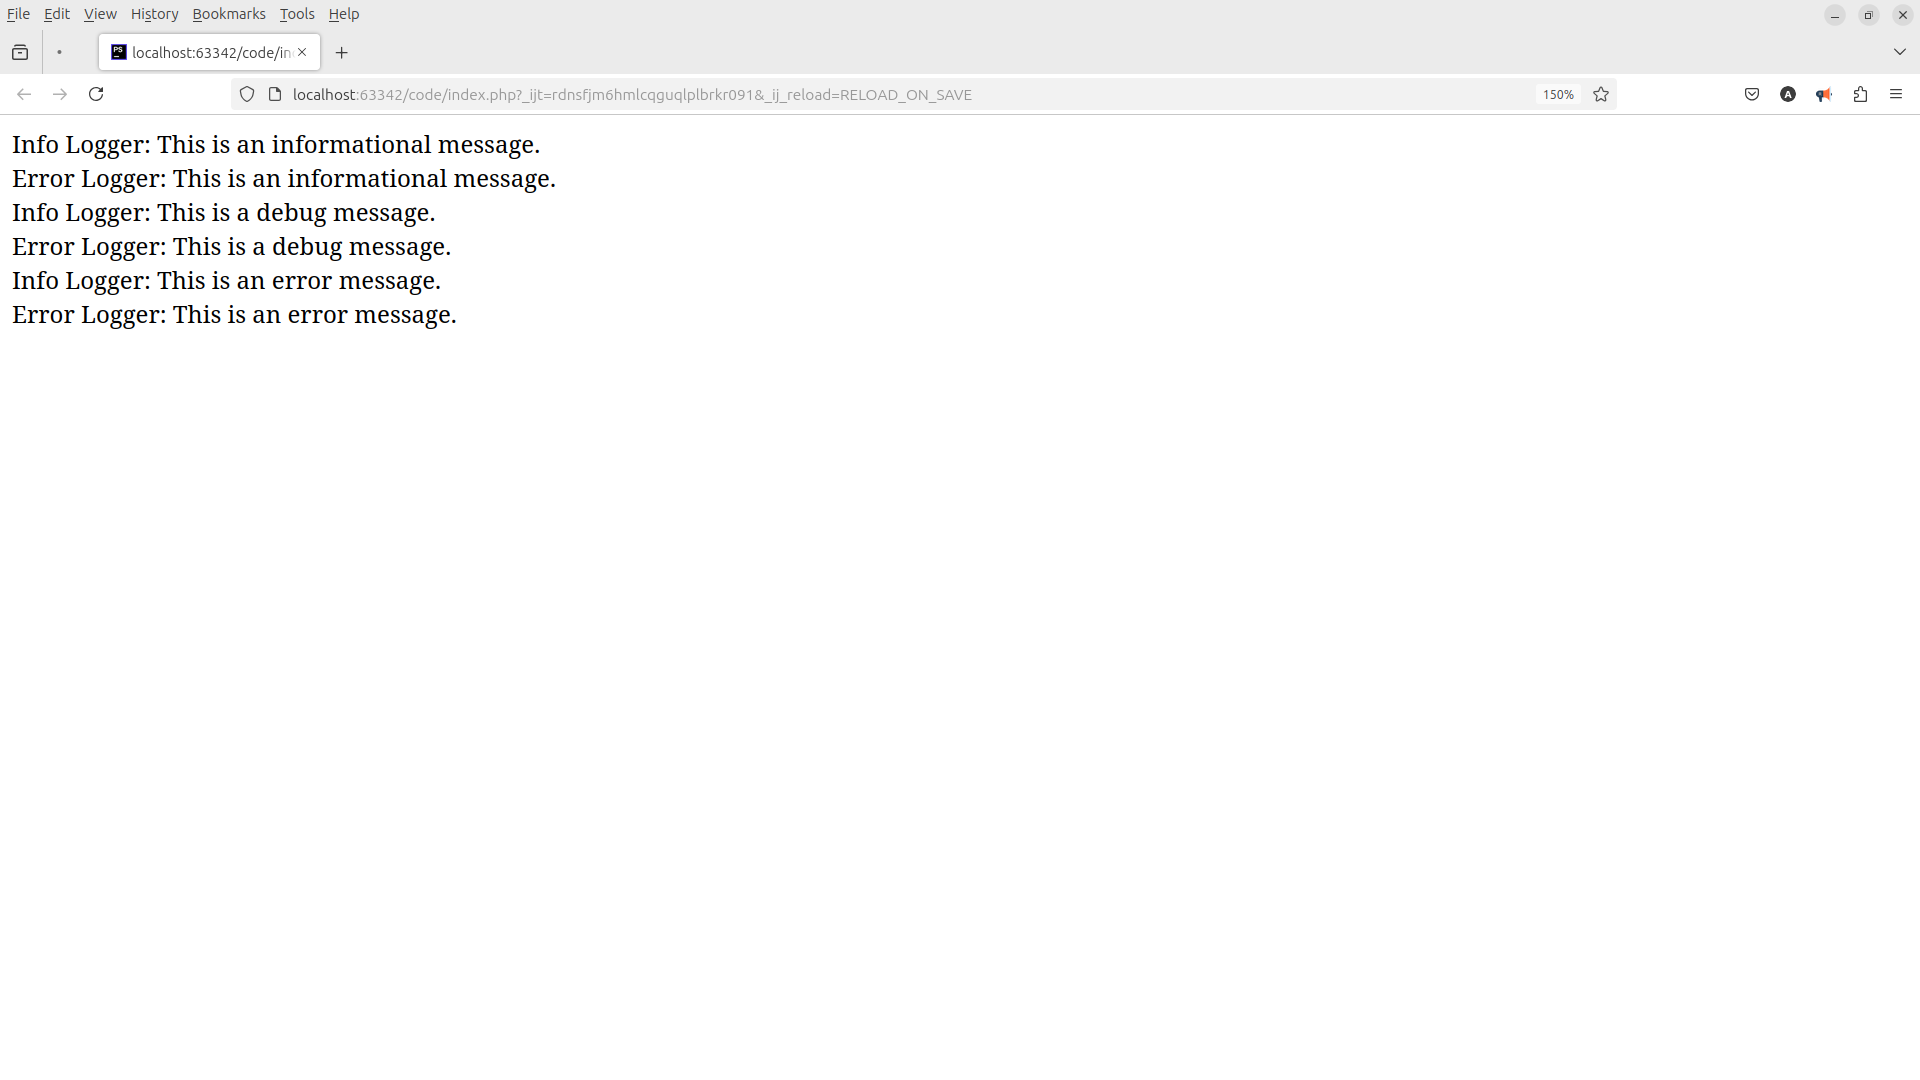 File Edit View History Bookmarks Tools Help
localhost:63342/code/in
localhost:63342/code/index.php?_ijt=rdnsfjm6hmlcqguqlplbrkr091&_ij_reload=RELOAD_ON_SAVE 150%
Info Logger: This is an informational message.
Error Logger: This is an informational message.
Info Logger: This is a debug message.
Error Logger: This is a debug message.
Info Logger: This is an error message.
Error Logger: This is an error message.